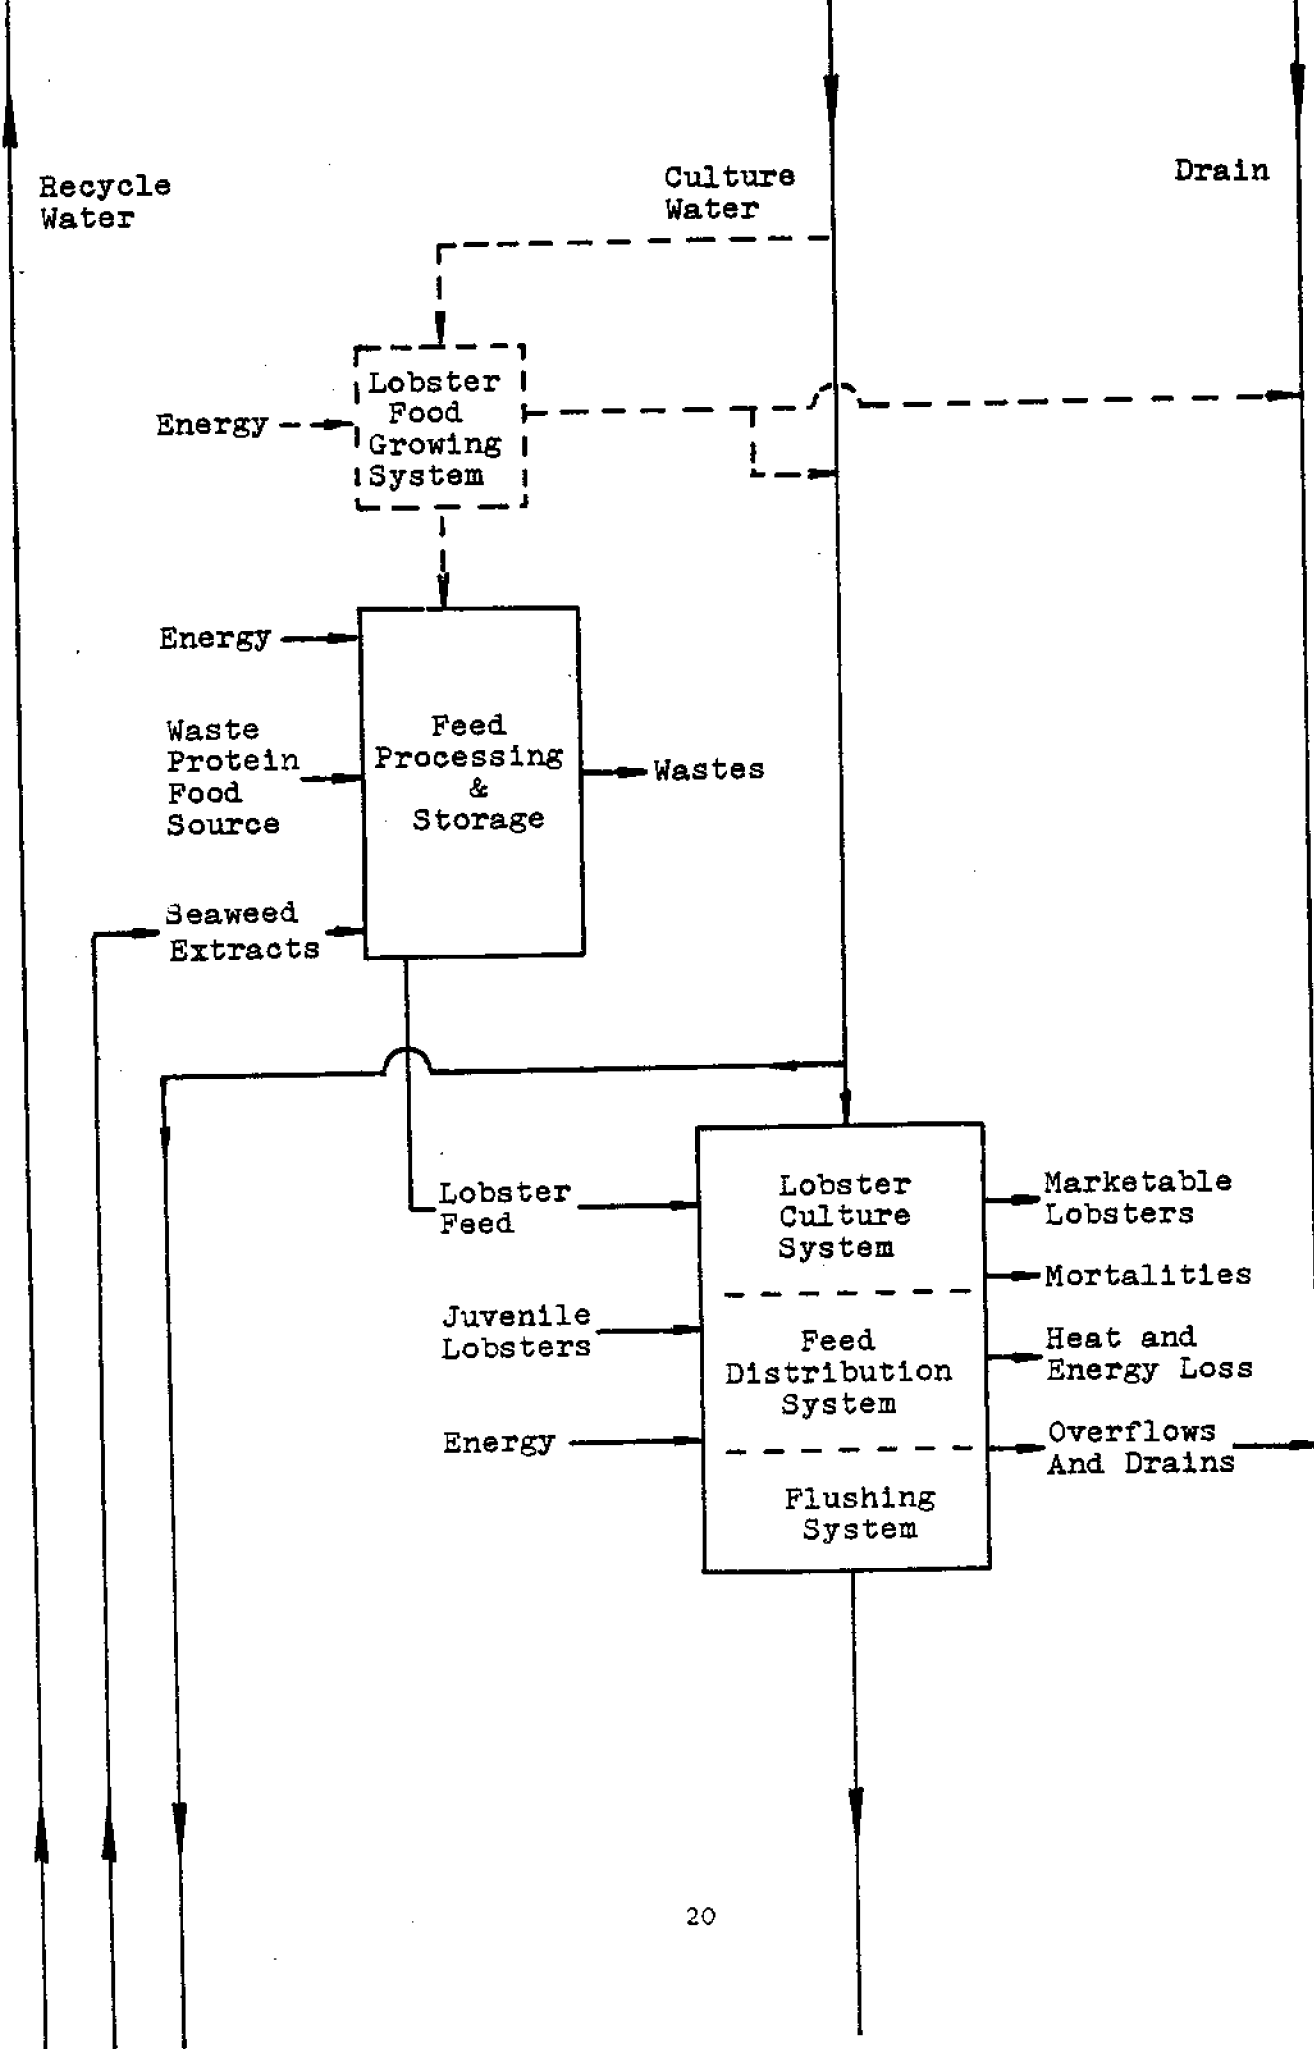 Recycle
Water
Culture
Water
Drain
Lobster
Food
Growing
System
Energy
Energy
Waste
Protein
Food
Source
Feed
Processing
&
Storage
Wastes
Seaweed
Extracts
Lobster
Feed
Juvenile
Lobsters
Energy
Lobster
Culture
System
Feed
Distribution
System
Flushing
System
Marketable
Lobsters
Mortalities
Heat and
Energy Loss
Overflows
And Drains
20